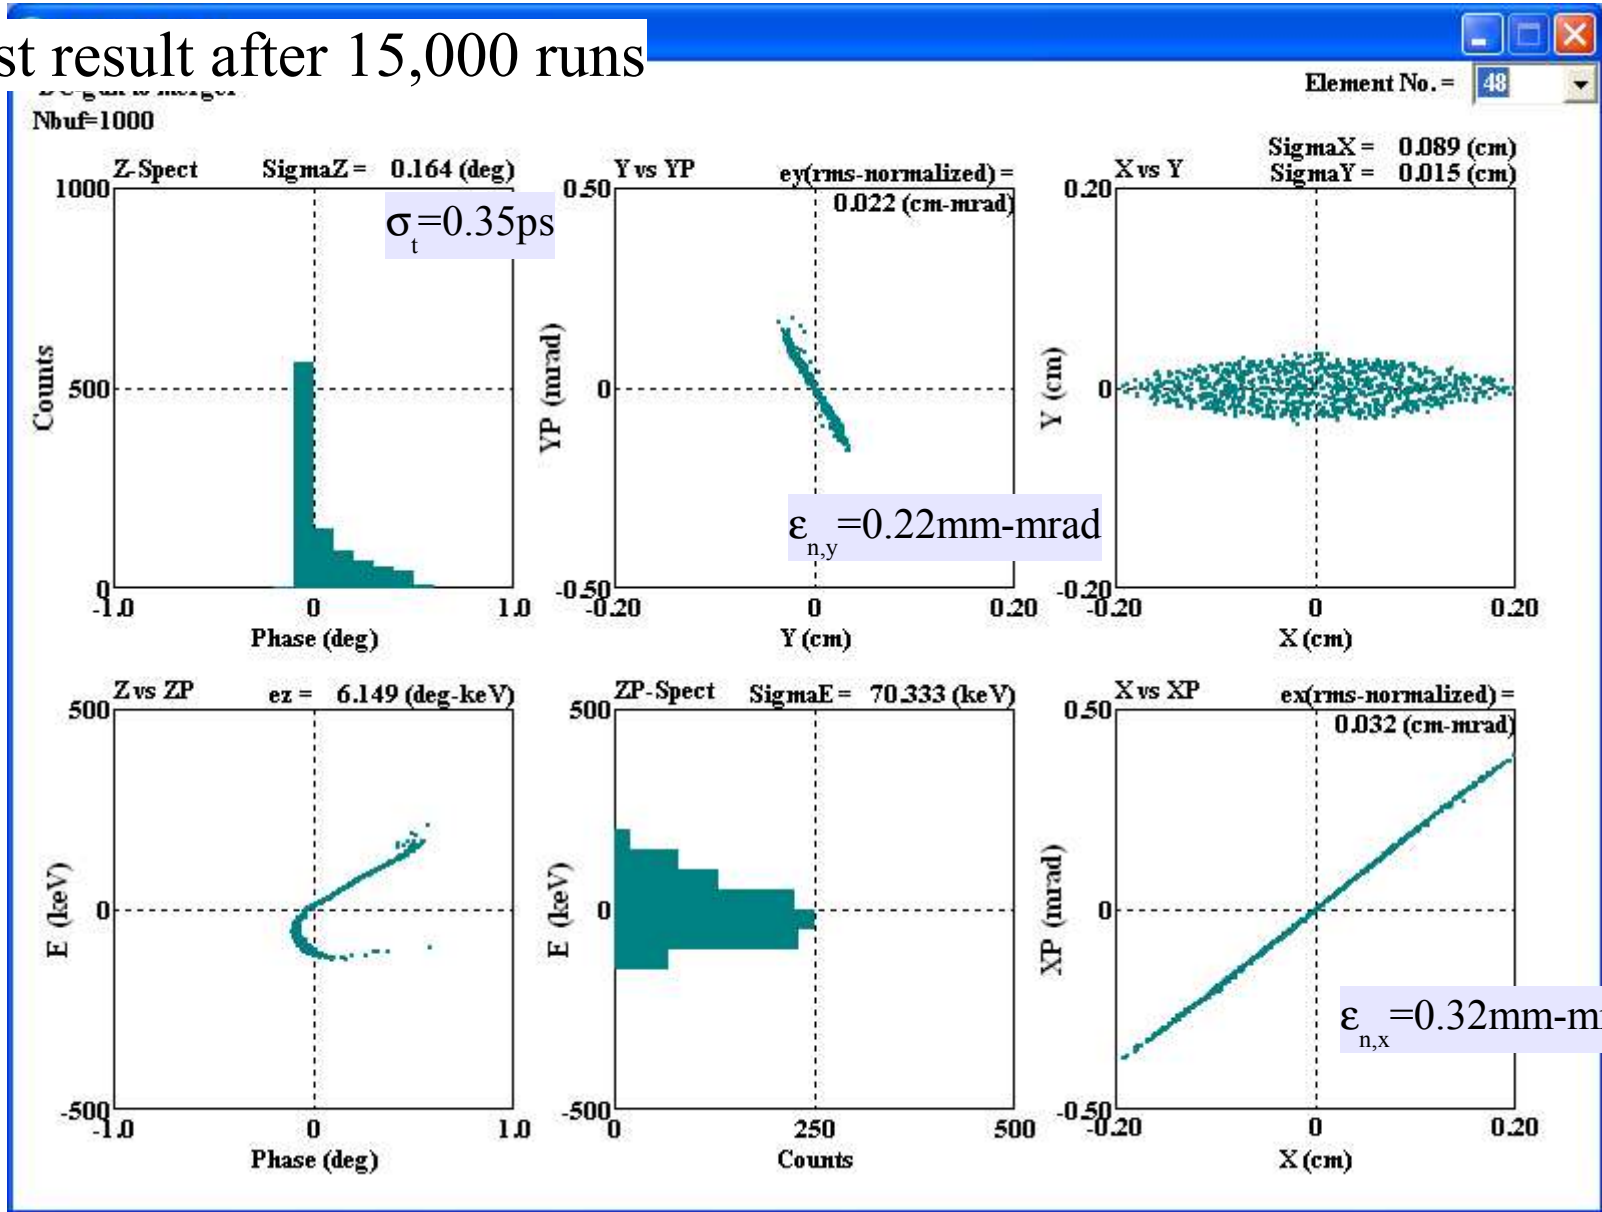 st result after 15,000 runs
Element No. = 48
Nbuf=1000
Z-Spect SigmaZ = 0.164 (deg)
σt=0.35ps
1000
500
0
Counts
-1.0 0 1.0
Phase (deg)
Y vs YP ey(rms-normalized) =
0.022 (cm-mrad)
0.50
0
-0.50
YP (mrad)
εn,y=0.22mm-mrad
-0.20 0 0.20
Y (cm)
SigmaX = 0.089 (cm)
X vs Y SigmaY = 0.015 (cm)
0.20
0
-0.20
Y (cm)
-0.20 0 0.20
X (cm)
Z vs ZP ez = 6.149 (deg-keV)
500
0
-500
E (keV)
-1.0 0 1.0
Phase (deg)
ZP-Spect SigmaE = 70.333 (keV)
500
0
-500
E (keV)
0 250 500
Counts
X vs XP ex(rms-normalized) =
0.032 (cm-mrad)
0.50
0
-0.50
XP (mrad)
εn,x=0.32mm-m
-0.20 0 0.20
X (cm)